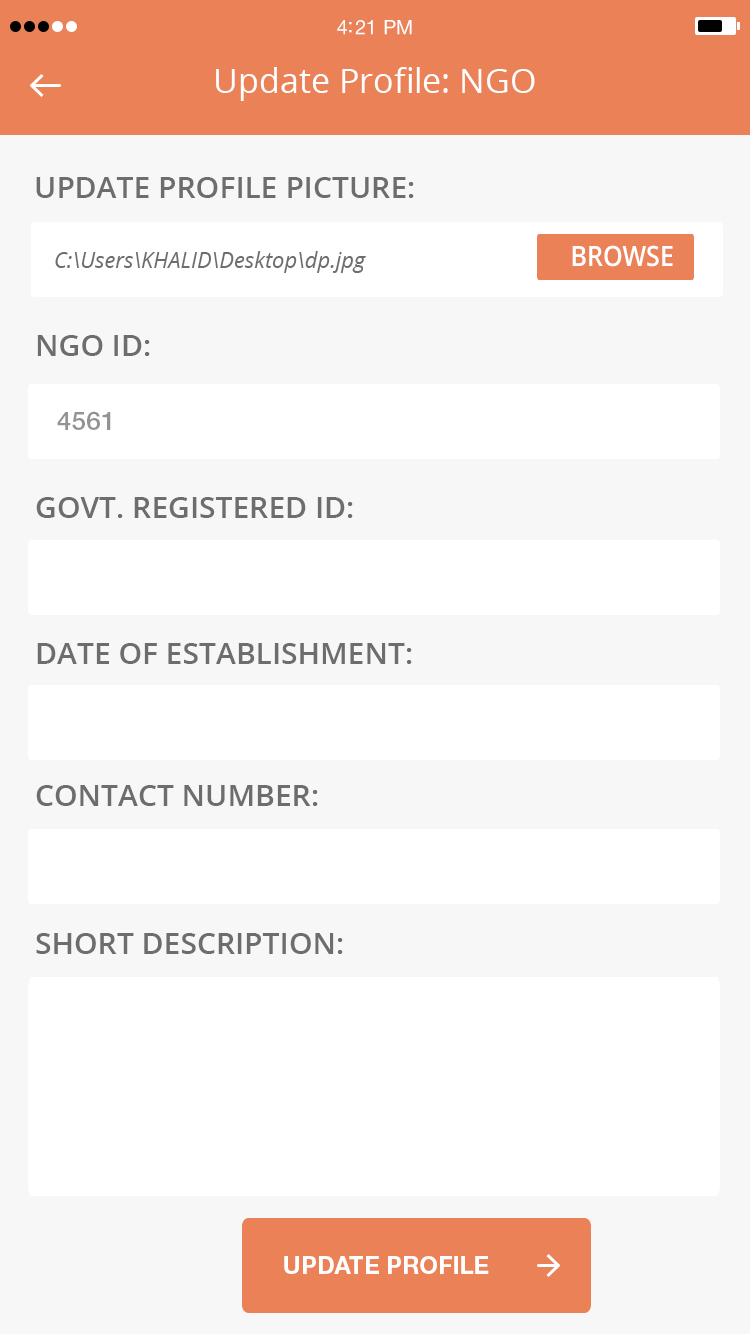 4:21 PM
Update Profile: NGO
UPDATE PROFILE PICTURE:
C:\Users\KHALID\Desktop\dp.jpg
BROWSE
NGO ID:
4561
GOVT. REGISTERED ID:
DATE OF ESTABLISHMENT:
CONTACT NUMBER:
SHORT DESCRIPTION:
UPDATE PROFILE